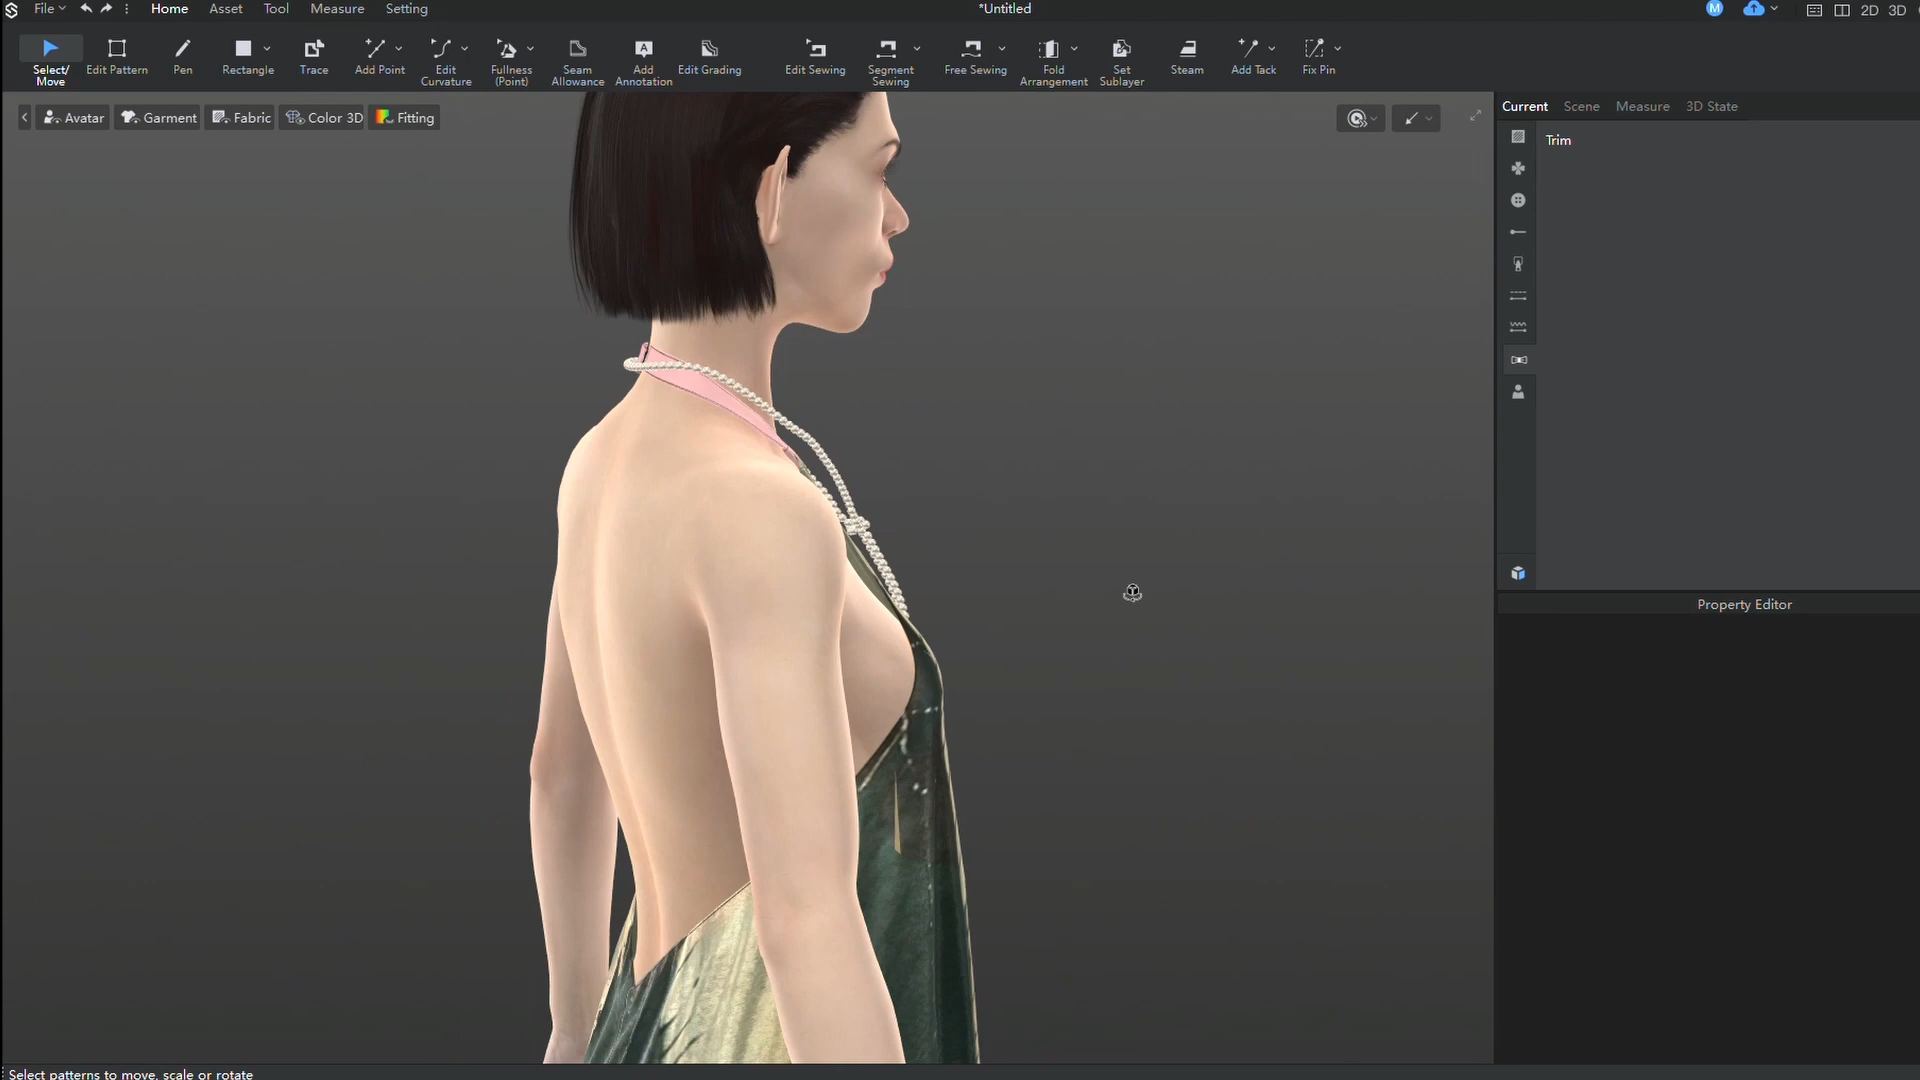 File
Home
Asset
Tool
Measure
Setting
*Untitled
M
2D
3D
Select/
Move
Edit Pattern
Pen
Rectangle
Trace
Add Point
Edit
Curvature
Fullness
(Point)
Seam
Allowance
A
Add
Annotation
Edit Grading
Edit Sewing
Segment
Sewing
Free Sewing
Fold
Arrangement
Set
Sublayer
Steam
Add Tack
Fix Pin
Avatar
Garment
Fabric
Color 3D
Fitting
Current
Scene
Measure
3D State
Trim
Property Editor
Select patterns to move, scale or rotate